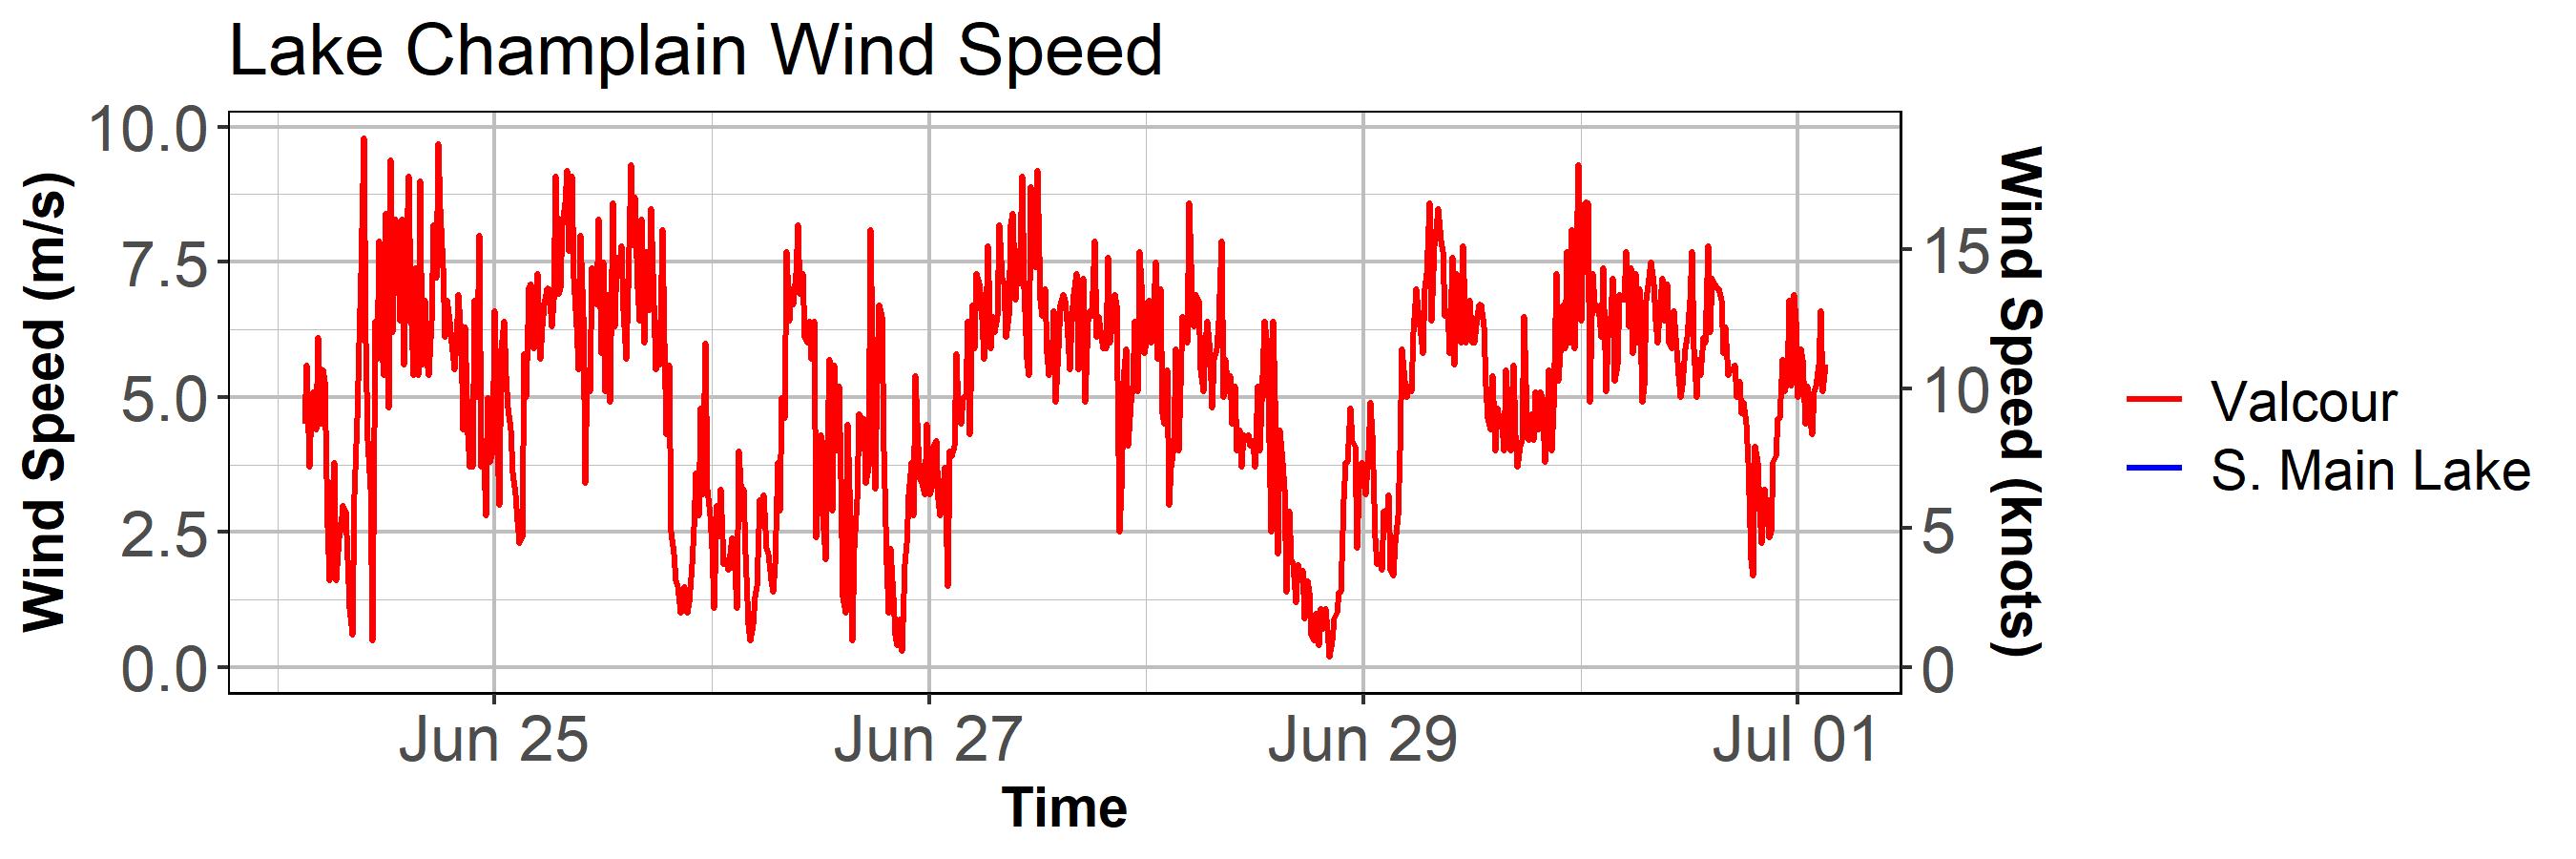 Lake Champlain Wind Speed
Wind Speed (m/s)
10.0
7.5
5.0
2.5
0.0
Wind Speed (knots)
15
10
5
0
Jun 25
Jun 27
Jun 29
Jul 01
Time
Valcour
S. Main Lake